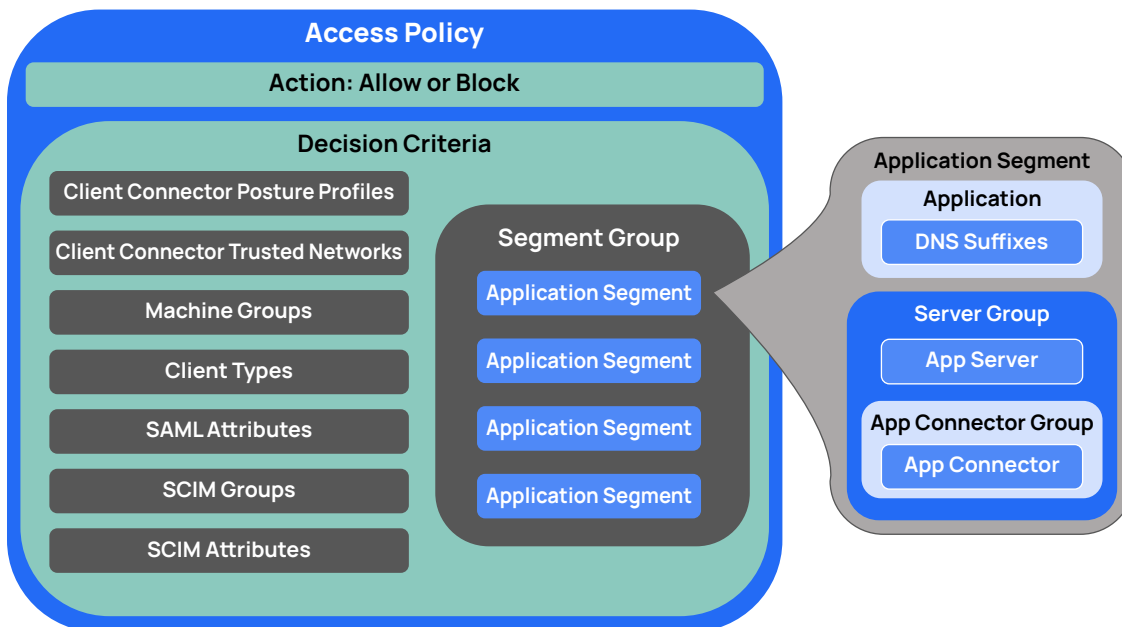 Access Policy
Action: Allow or Block
Decision Criteria
Client Connector Posture Profiles
Client Connector Trusted Networks
Machine Groups
Client Types
SAML Attributes
SCIM Groups
SCIM Attributes
Segment Group
Application Segment
Application Segment
Application Segment
Application Segment
Application Segment
Application
DNS Suffixes
Server Group
App Server
App Connector Group
App Connector